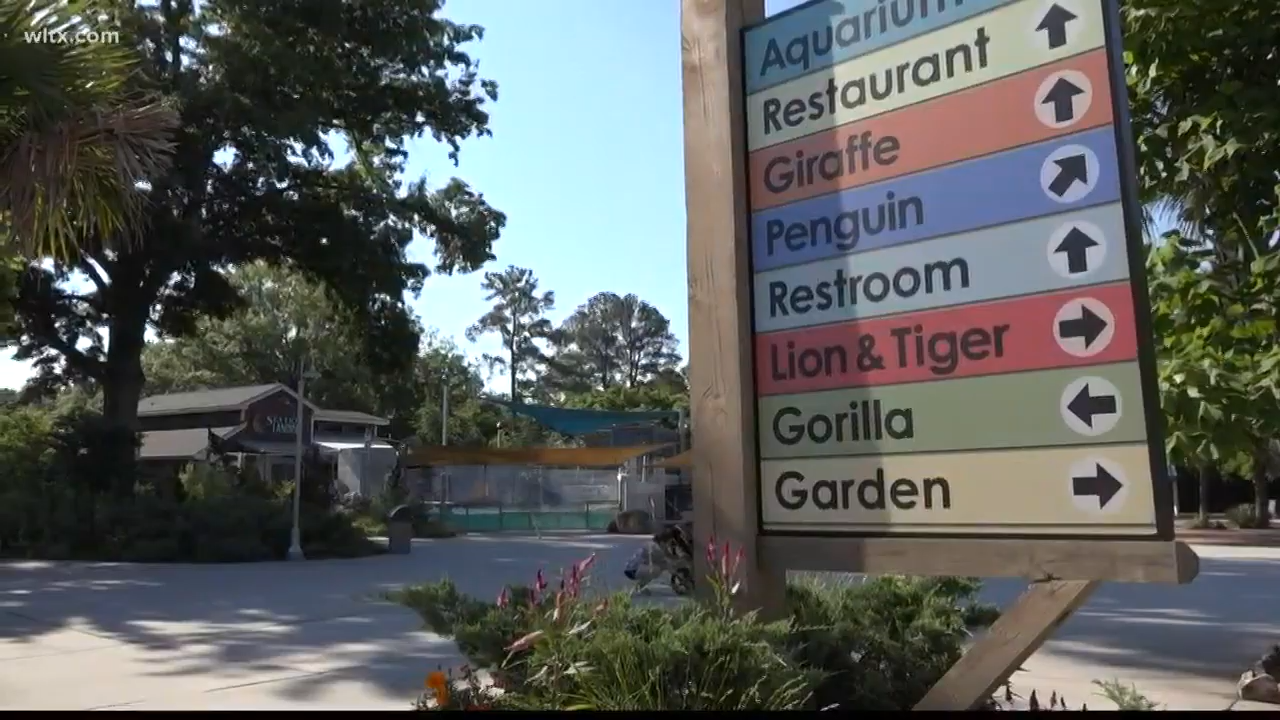 wltx.com
Aquarium
Restaurant
Giraffe
Penguin
Restroom
Lion & Tiger
Gorilla
Garden